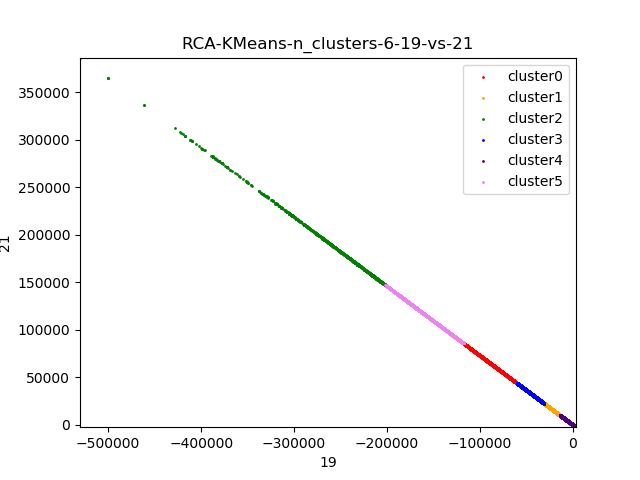 RCA-KMeans-n_clusters-6-19-vs-21
350000
300000
250000
200000
150000
100000
50000
0
21
cluster0
cluster1
cluster2
cluster3
cluster4
cluster5
−500000 −400000 −300000 −200000 −100000 0
19